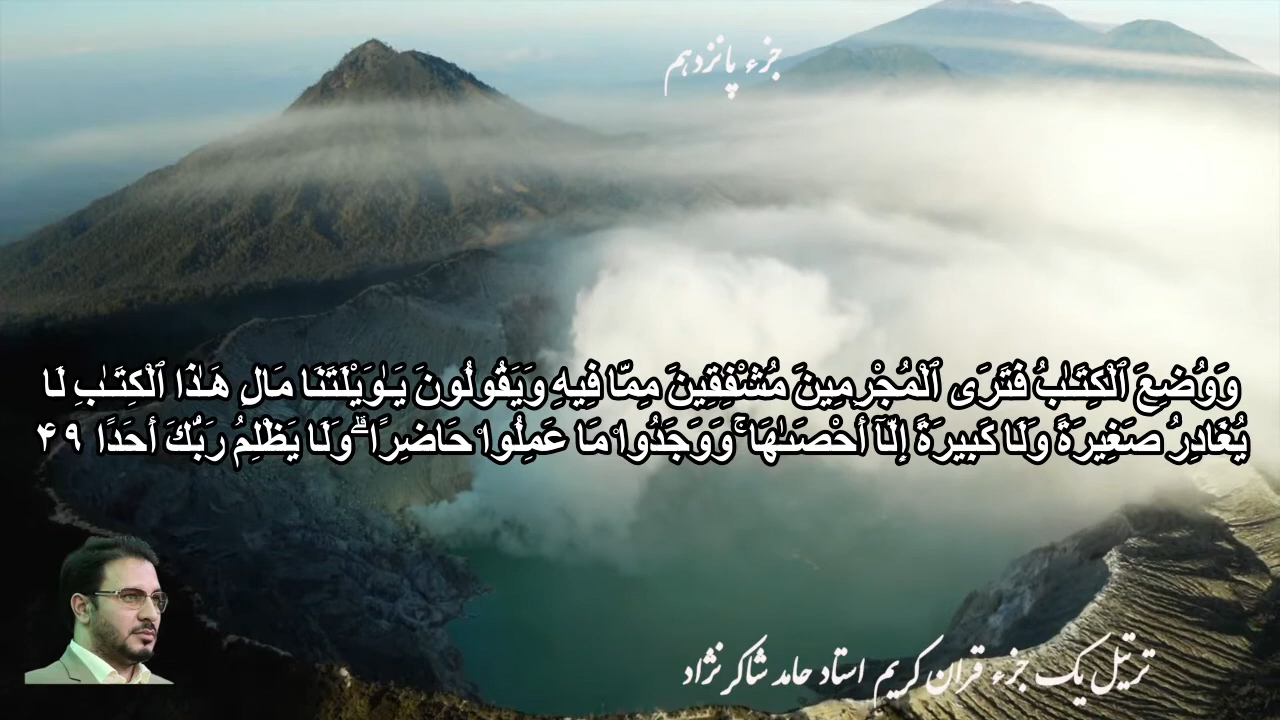 جزء پانزدهم
وَوُضِعَ ٱلْكِتَـٰبُ فَتَرَى ٱلْمُجْرِمِينَ مُشْفِقِينَ مِمَّا فِيهِ وَيَقُولُونَ يَـٰوَيْلَتَنَا مَالِ هَـٰذَا ٱلْكِتَـٰبِ لَا
يُغَادِرُ صَغِيرَةً وَلَا كَبِيرَةً إِلَّآ أَحْصَىٰهَا ۚ وَوَجَدُوا۟ مَا عَمِلُوا۟ حَاضِرًا ۗ وَلَا يَظْلِمُ رَبُّكَ أَحَدًا ۴۹
ترتیل یک جزء قران کریم استاد حامد شاکرنژاد